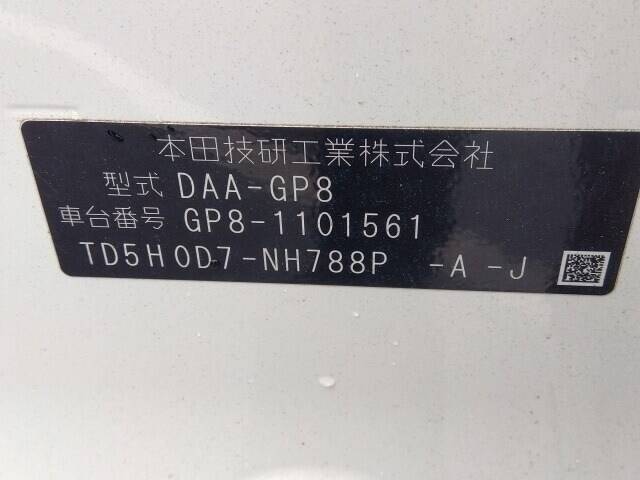 本田技研工業株式会社
型式 DAA-GP8
車台番号 GP8-1101561
TD5H0D7-NH788P -A -J